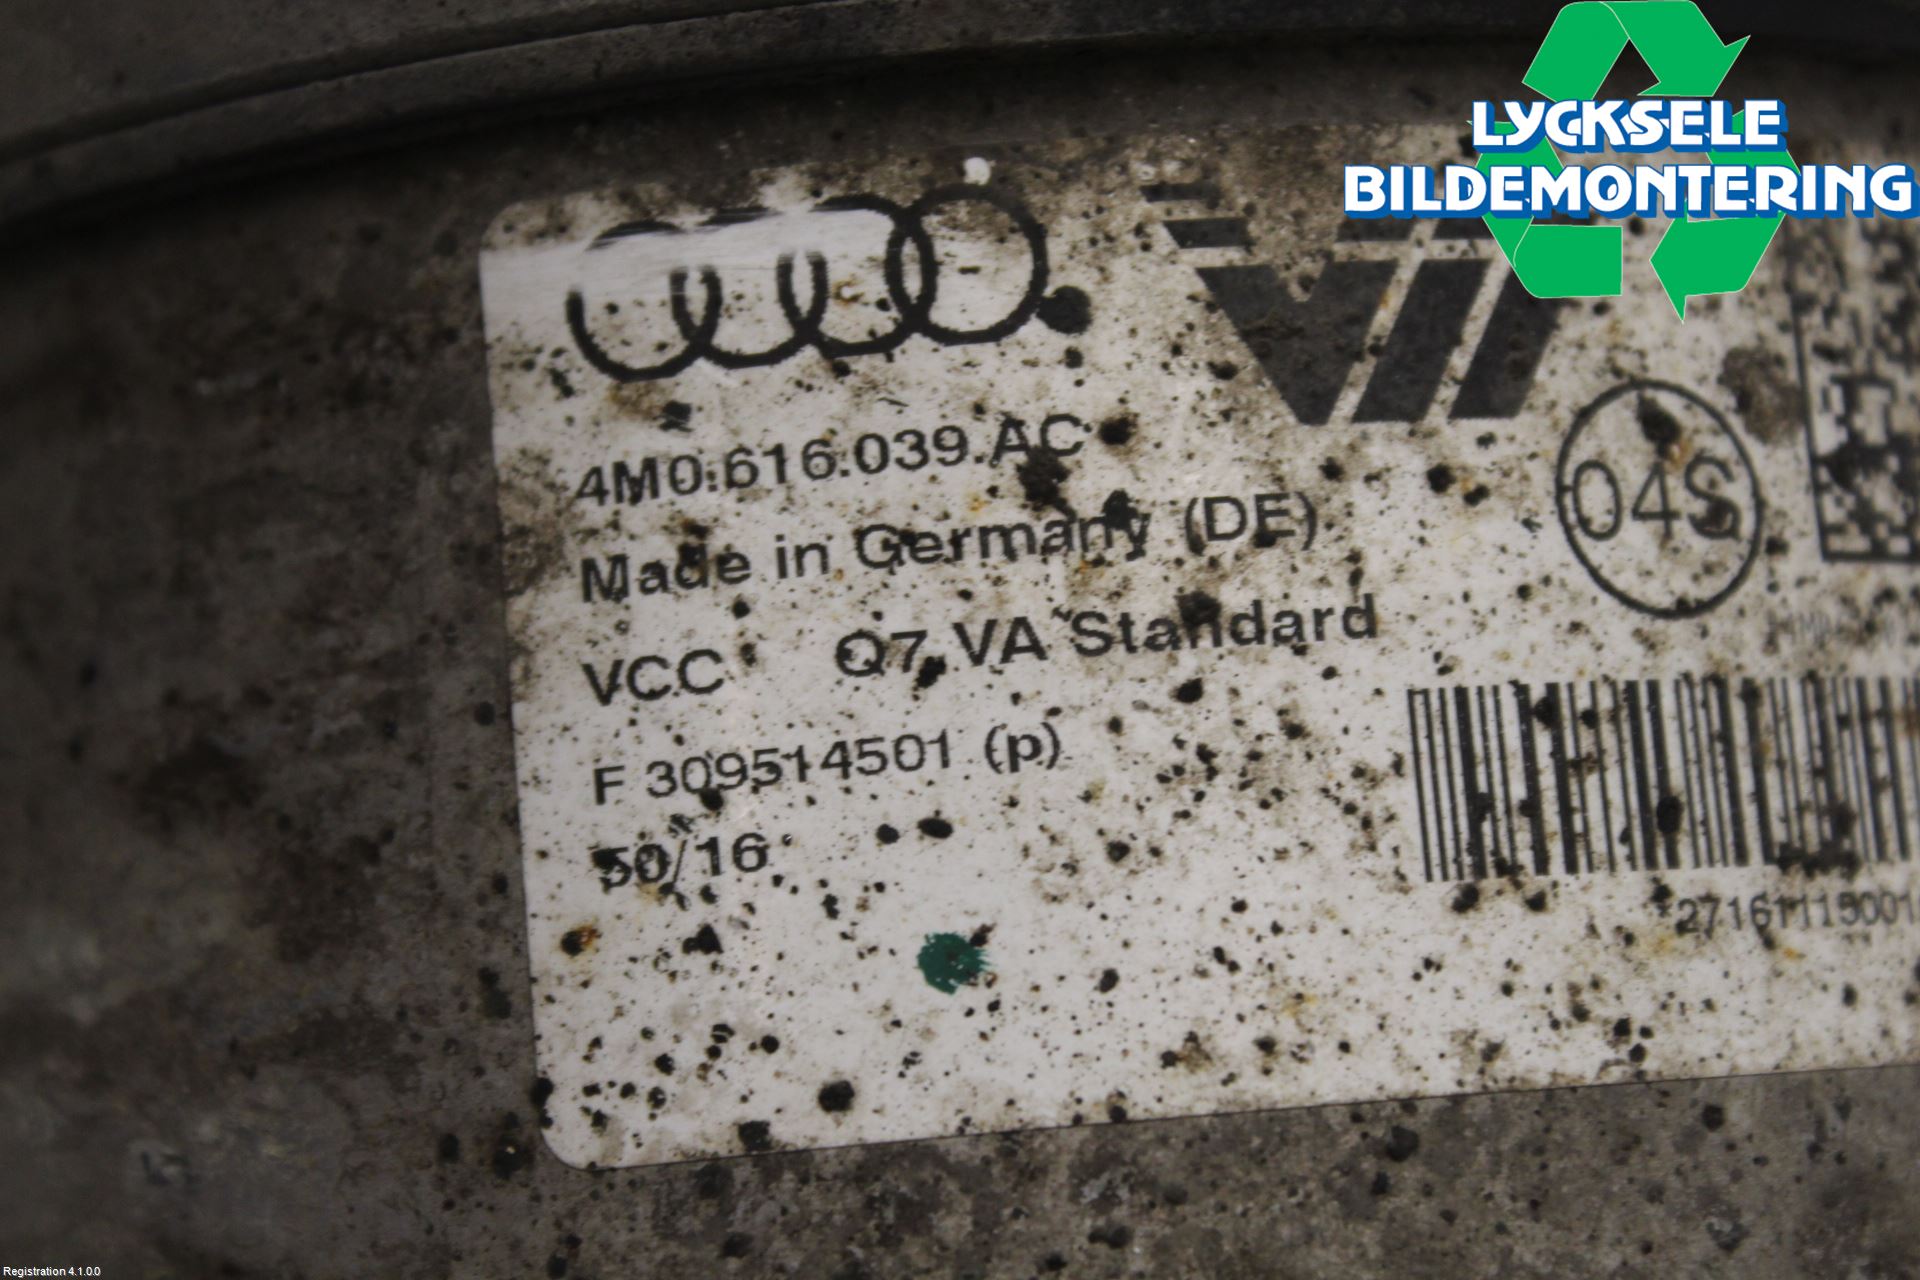 LYCKSELE
BILDEMONTERING
4M0.616.039.AC
Made in Germany (DE)
04S
VCC Q7 VA Standard
F 309514501 (p)
50/16
Registration 4.1.0.0